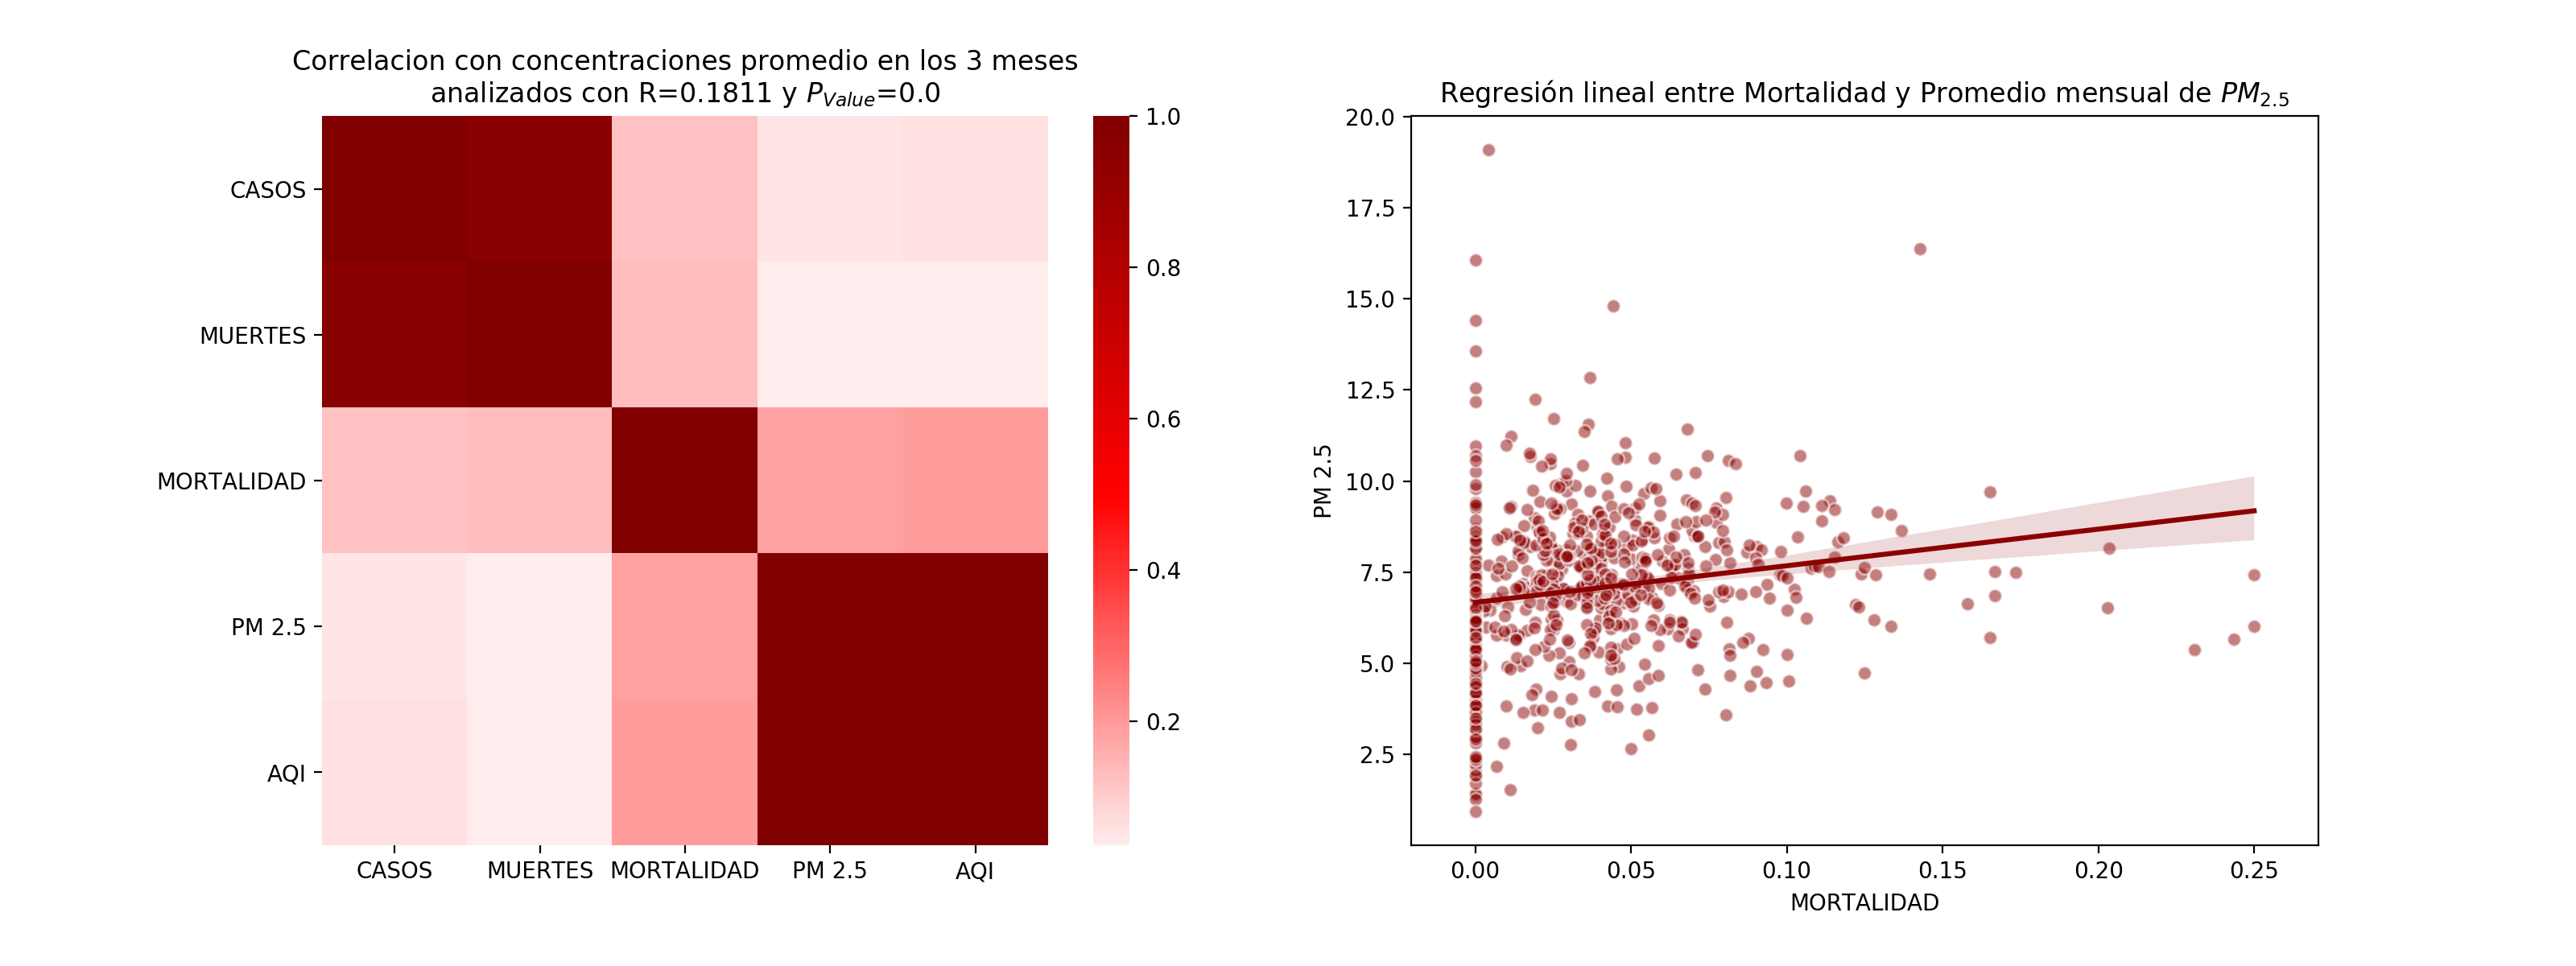 Correlacion con concentraciones promedio en los 3 meses
analizados con R=0.1811 y P_Value=0.0
CASOS
MUERTES
MORTALIDAD
PM 2.5
AQI
CASOS MUERTES MORTALIDAD PM 2.5 AQI
1.0
0.8
0.6
0.4
0.2
Regresión lineal entre Mortalidad y Promedio mensual de PM_2.5
PM 2.5
20.0
17.5
15.0
12.5
10.0
7.5
5.0
2.5
0.00 0.05 0.10 0.15 0.20 0.25
MORTALIDAD